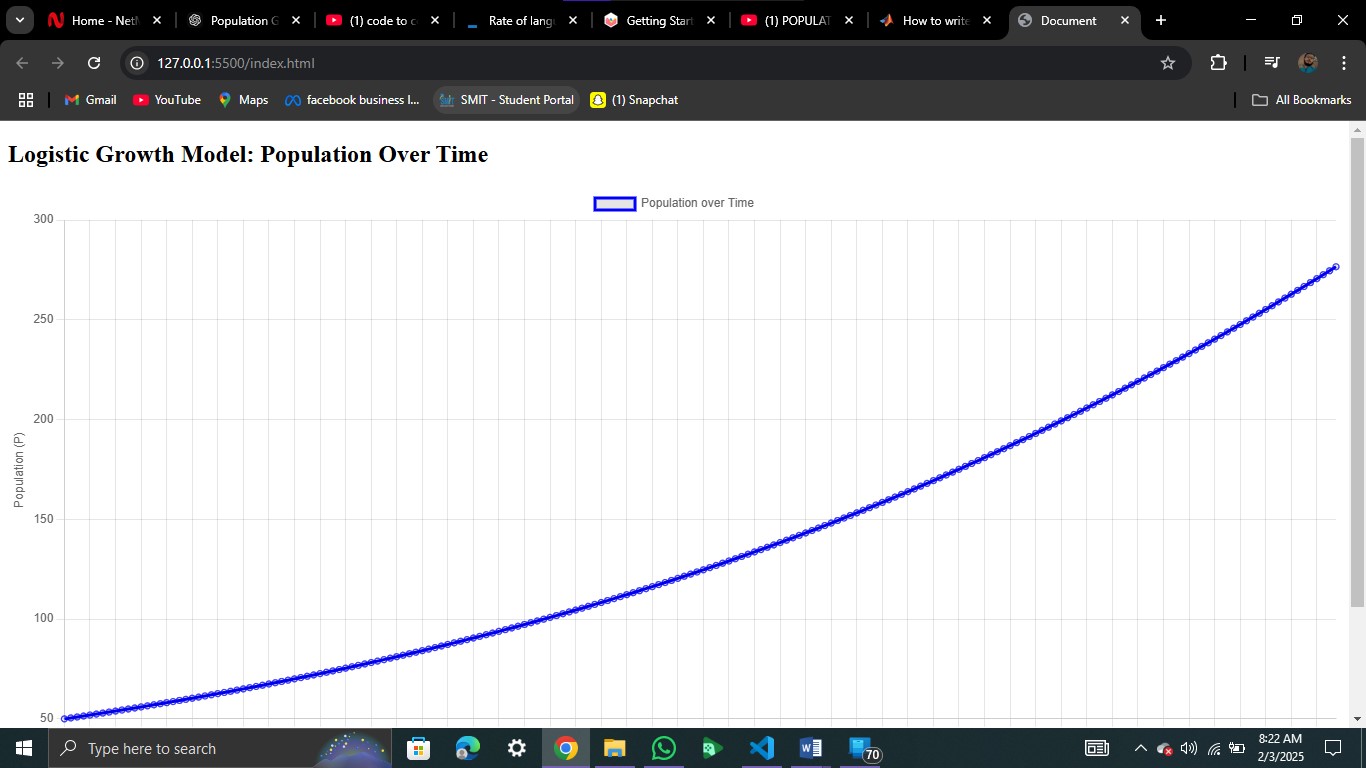 Home - Net
Population G
(1) code to c
Rate of lang
Getting Star
(1) POPULAT
How to write
Document
127.0.0.1:5500/index.html
Gmail
YouTube
Maps
facebook business l...
SMIT - Student Portal
(1) Snapchat
All Bookmarks
Logistic Growth Model: Population Over Time
Population over Time
300
250
200
150
100
50
Population (P)
Type here to search
70
8:22 AM
2/3/2025